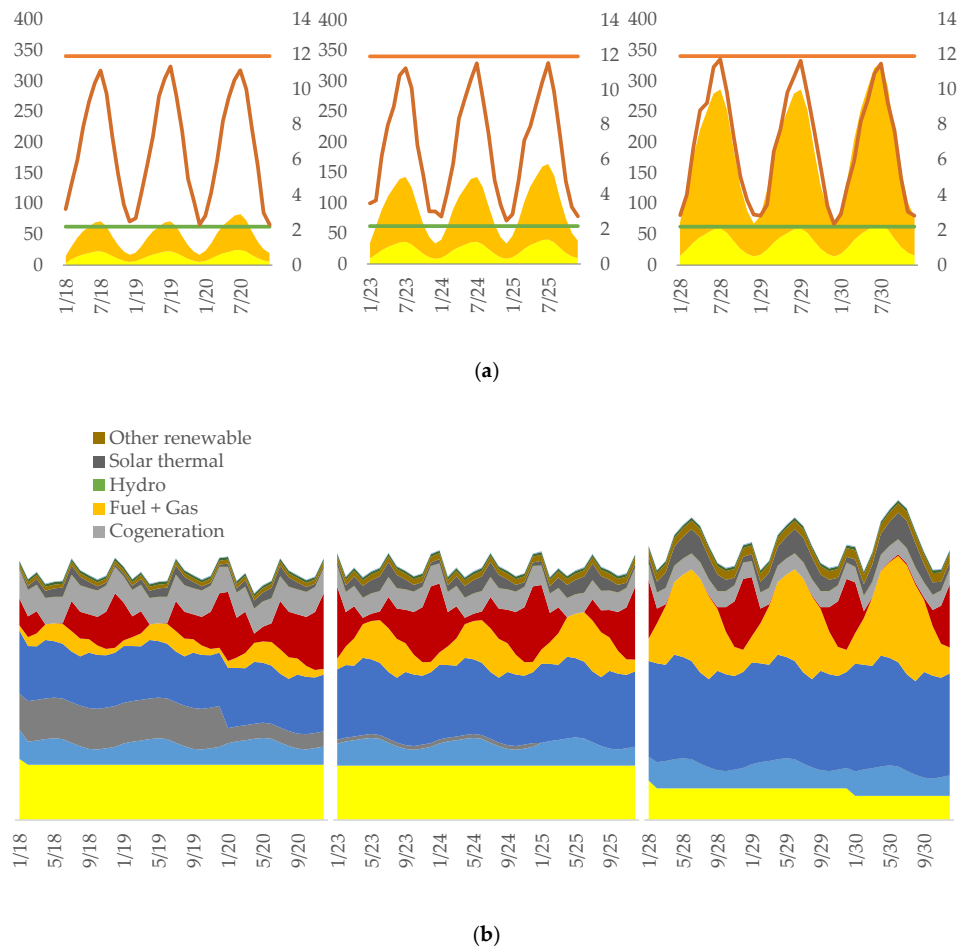 400 14 400 14 400 14
350 12 350 12 350 12
300 10 300 10 300 10
250 250 250
200 8 200 8 200 8
150 6 150 6 150 6
100 4 100 4 100 4
50 2 50 2 50 2
0 0 0 0 0 0
1/18 7/18 1/19 7/19 1/20 7/20 1/23 7/23 1/24 7/24 1/25 7/25 1/28 7/28 1/29 7/29 1/30 7/30
(a)
Other renewable
Solar thermal
Hydro
Fuel + Gas
Cogeneration
1/18 5/18 9/18 1/19 5/19 9/19 1/20 5/20 9/20 1/23 5/23 9/23 1/24 5/24 9/24 1/25 5/25 9/25 1/28 5/28 9/28 1/29 5/29 9/29 1/30 5/30 9/30
(b)